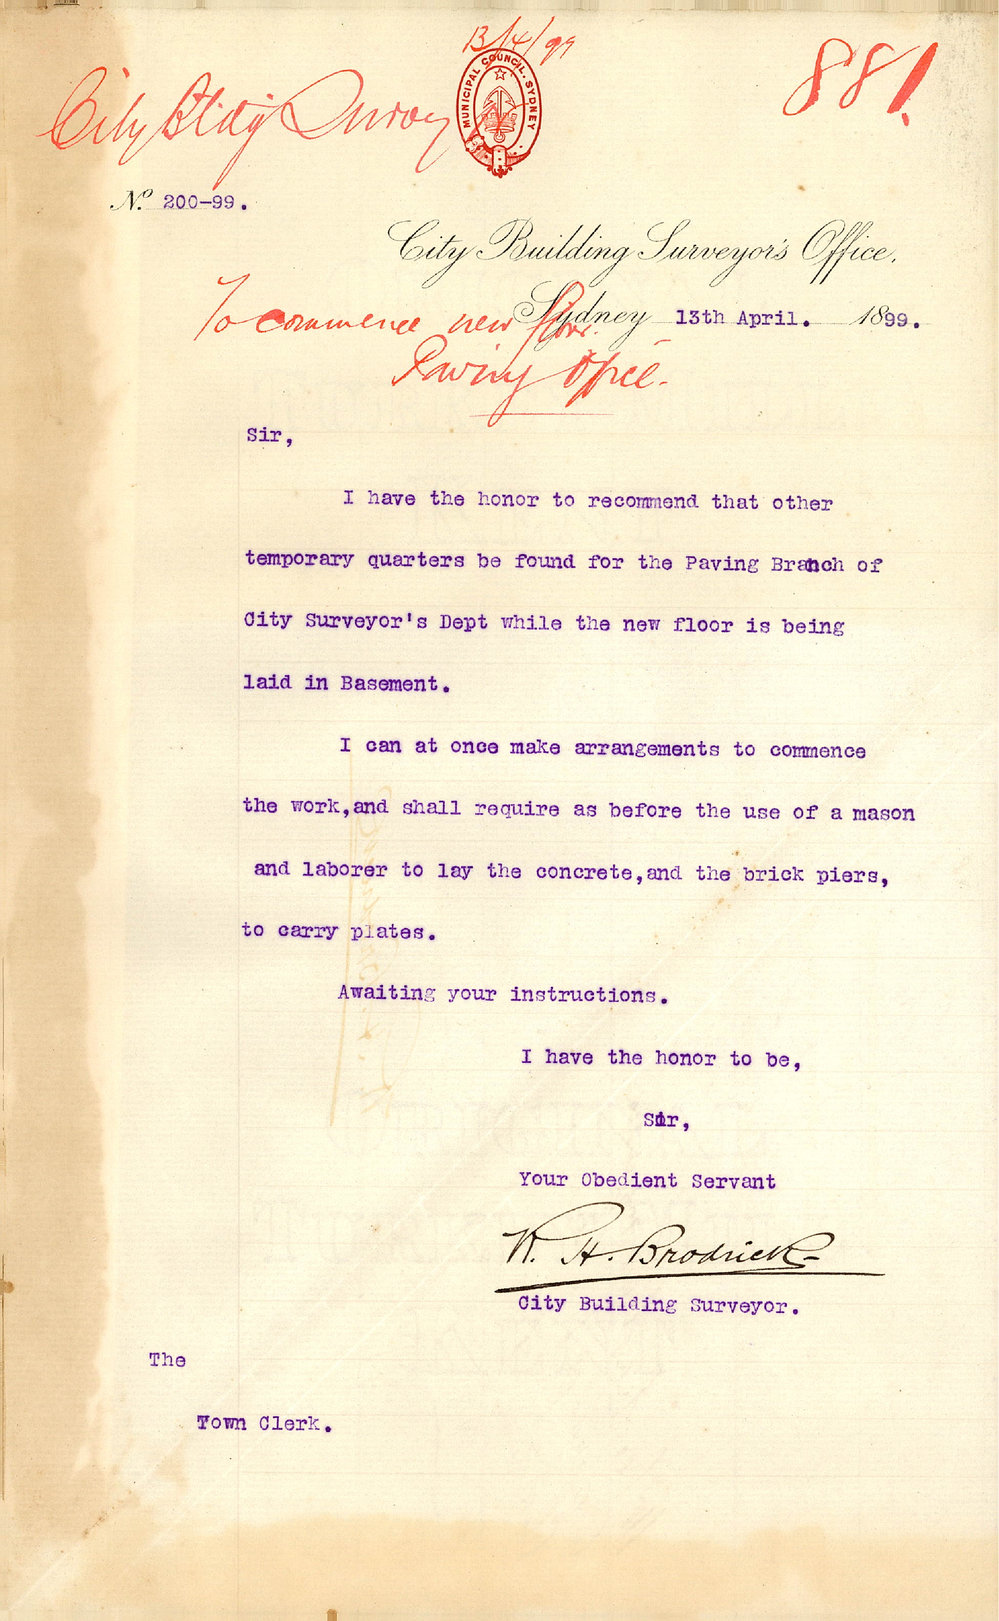 13/4/99
881.
City Bldg Survey
MUNICIPAL COUNCIL. SYDNEY
No. 200-99.
City Building Surveyor's Office.
Sydney 13th April. 1899.
To commence new floor.
Paving Office.
Sir,
I have the honor to recommend that other
temporary quarters be found for the Paving Branch of
City Surveyor's Dept while the new floor is being
laid in Basement.
I can at once make arrangements to commence
the work,and shall require as before the use of a mason
and laborer to lay the concrete,and the brick piers,
to carry plates.
Awaiting your instructions.
I have the honor to be,
Sir,
Your Obedient Servant
W. H. Brodrick
City Building Surveyor.
The
Town Clerk.